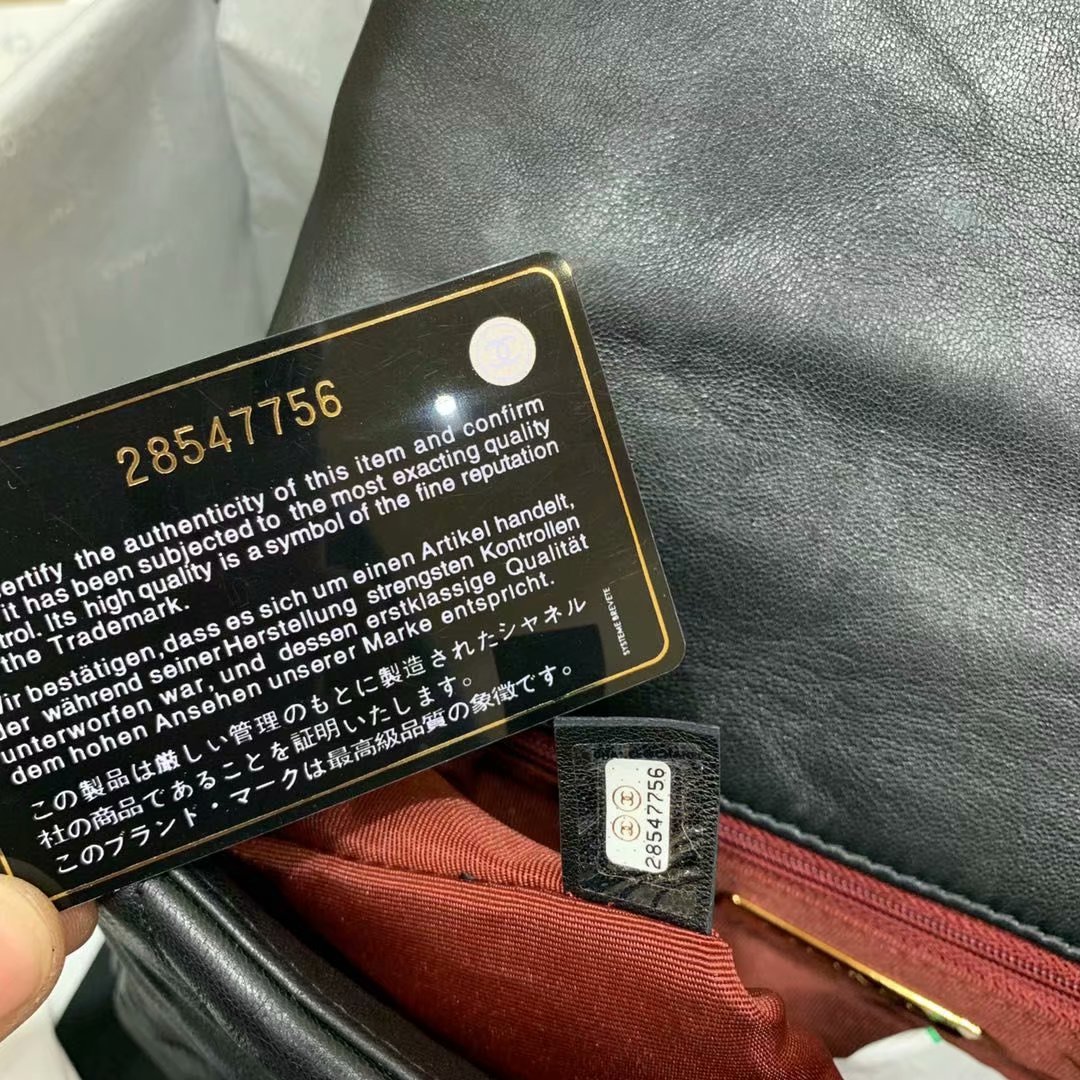 28547756
ertify the authenticity of this item and confirm
it has been subjected to the most exacting quality
trol. Its high quality is a symbol of the fine reputation
the Trademark.
Wir bestätigen, dass es sich um einen Artikel handelt,
der während seiner Herstellung strengsten Kontrollen
unterworfen war, und dessen erstklassige Qualität
dem hohen Ansehen unserer Marke entspricht.
この製品は厳しい管理のもとに製造されたシャネル
社の商品であることを証明いたします。
このブランド・マークは最高級品質の象徴です。
SYSTEME BREVETE
28547756